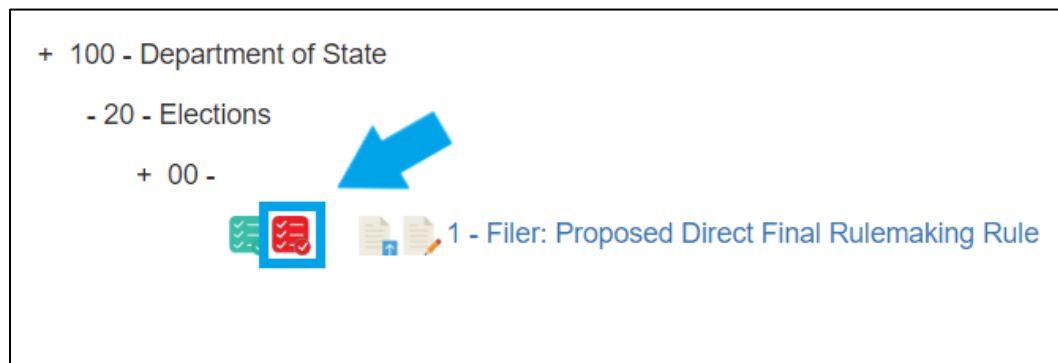 + 100 - Department of State
- 20 - Elections
+ 00 -
1 - Filer: Proposed Direct Final Rulemaking Rule